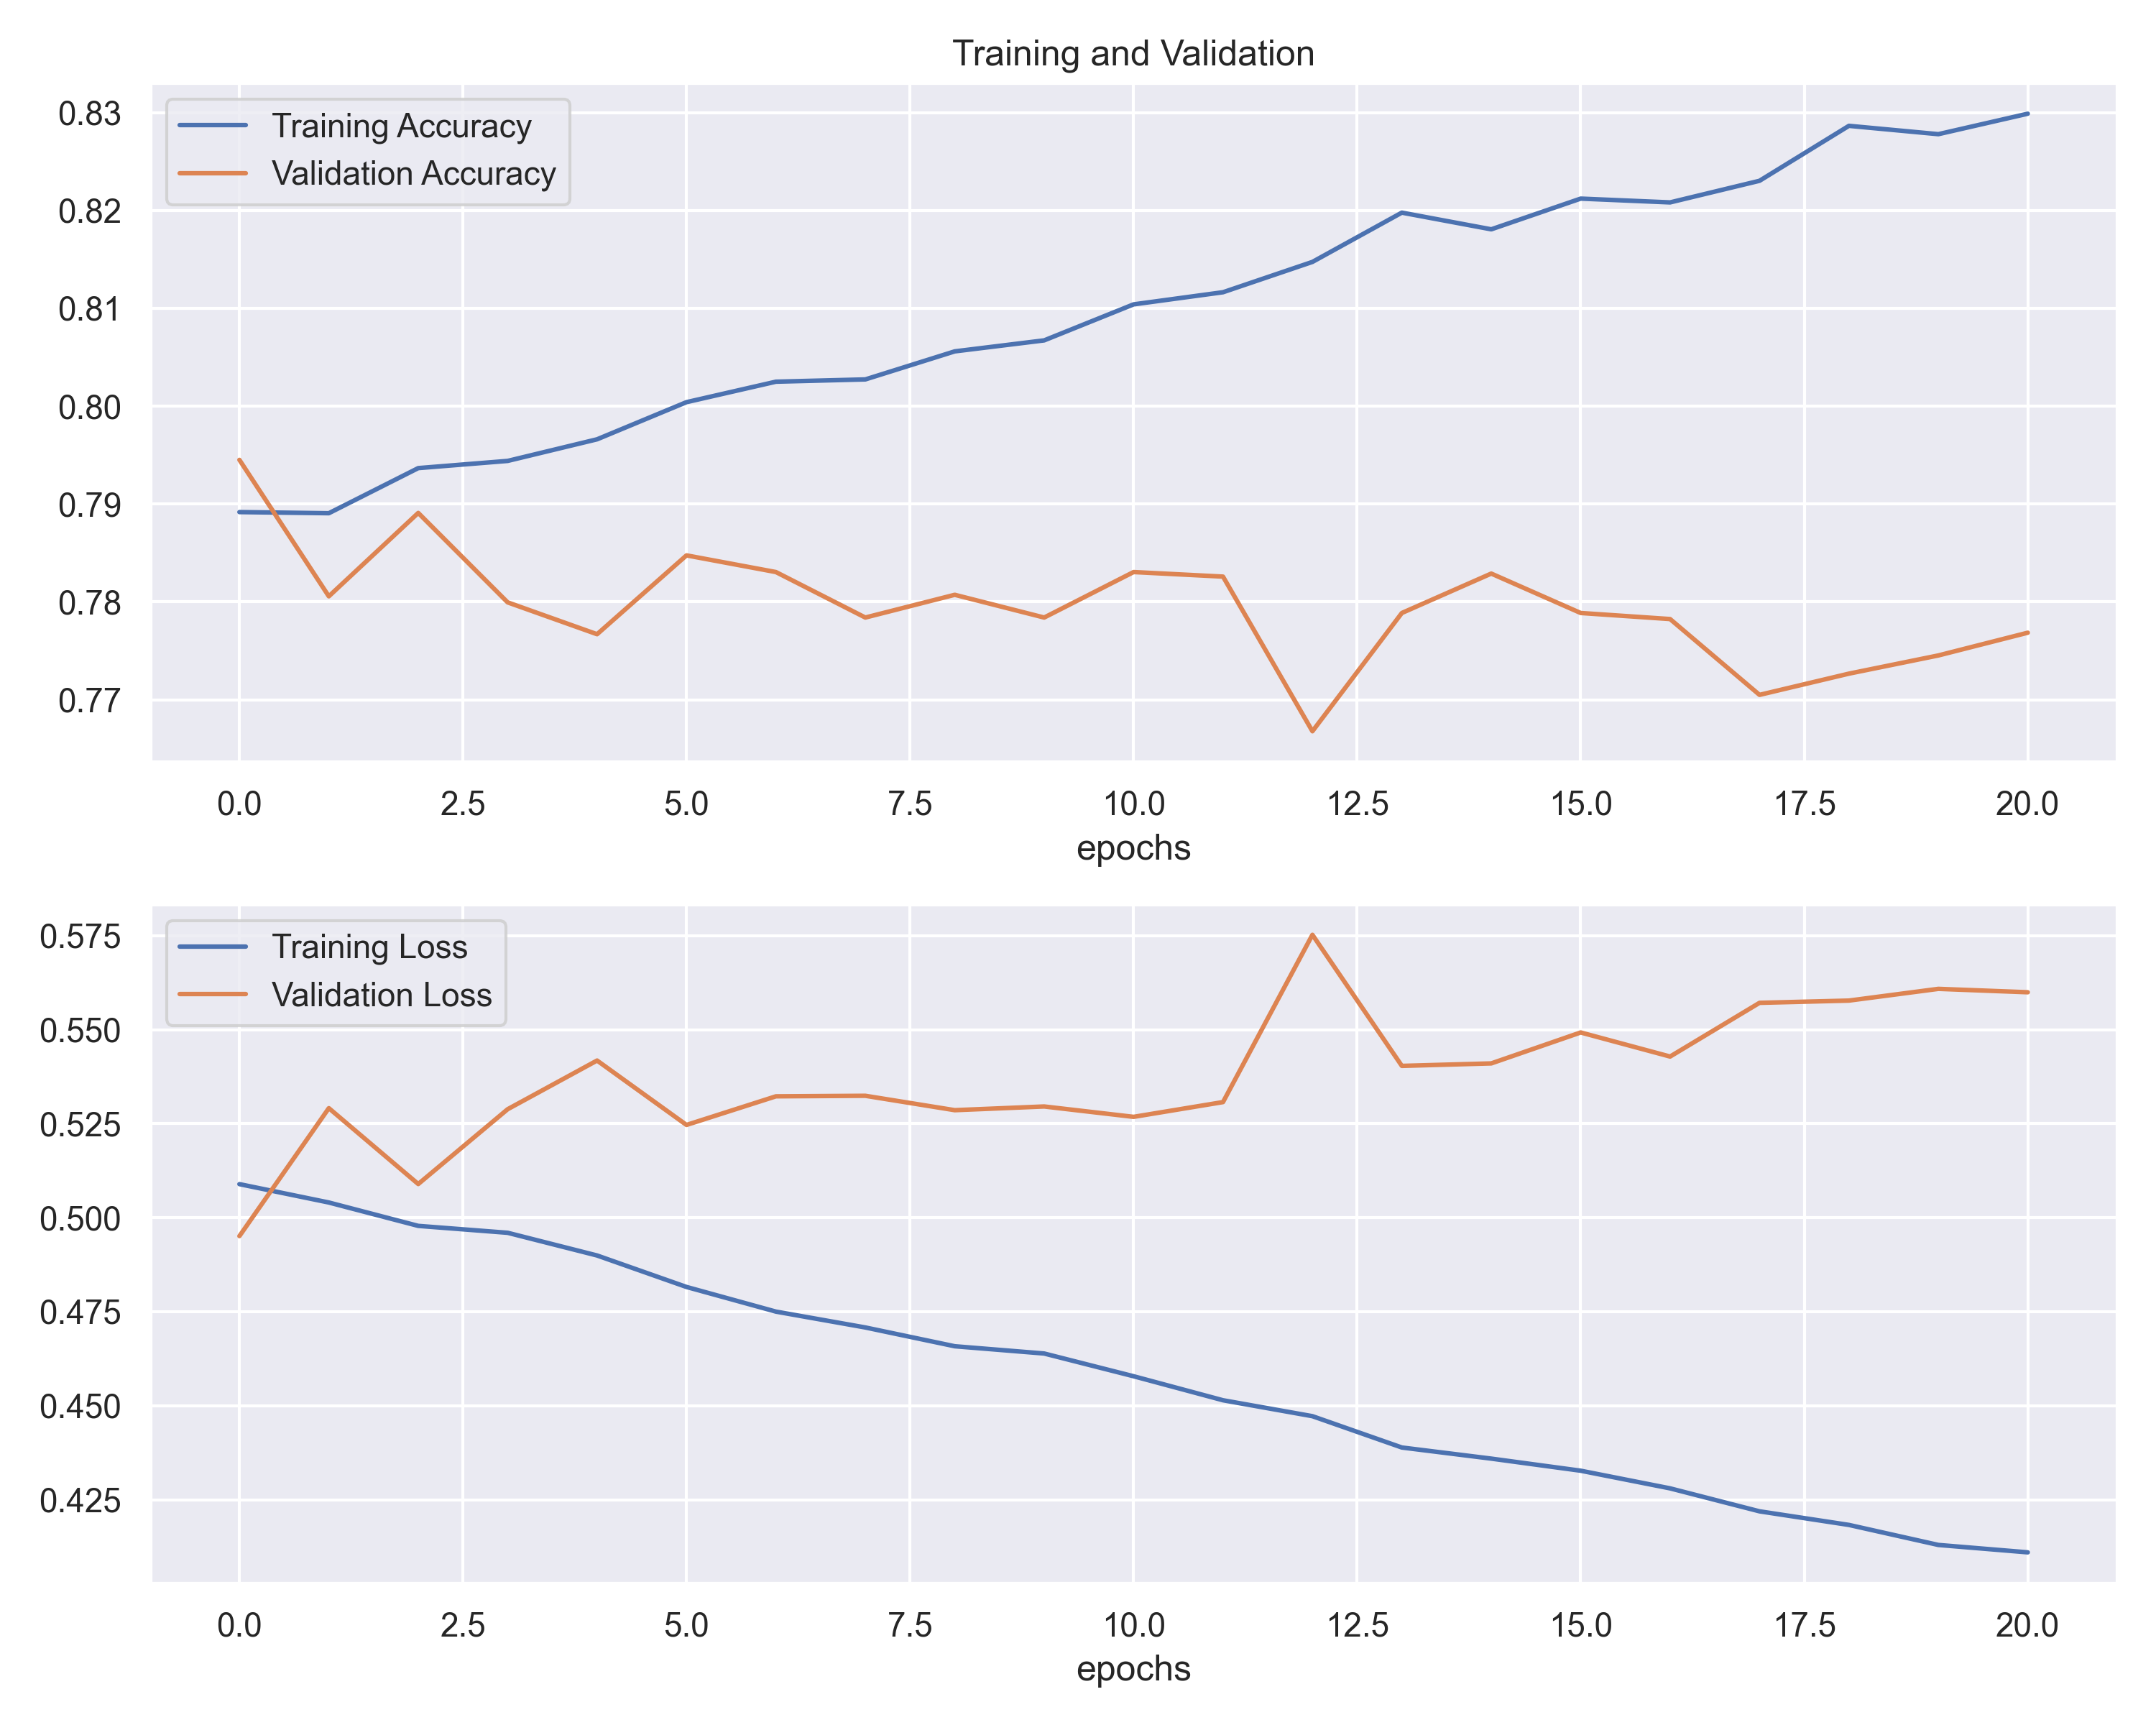 Training and Validation
Training Accuracy
Validation Accuracy
0.83
0.82
0.81
0.80
0.79
0.78
0.77
0.0 2.5 5.0 7.5 10.0 12.5 15.0 17.5 20.0
epochs
Training Loss
Validation Loss
0.575
0.550
0.525
0.500
0.475
0.450
0.425
0.0 2.5 5.0 7.5 10.0 12.5 15.0 17.5 20.0
epochs